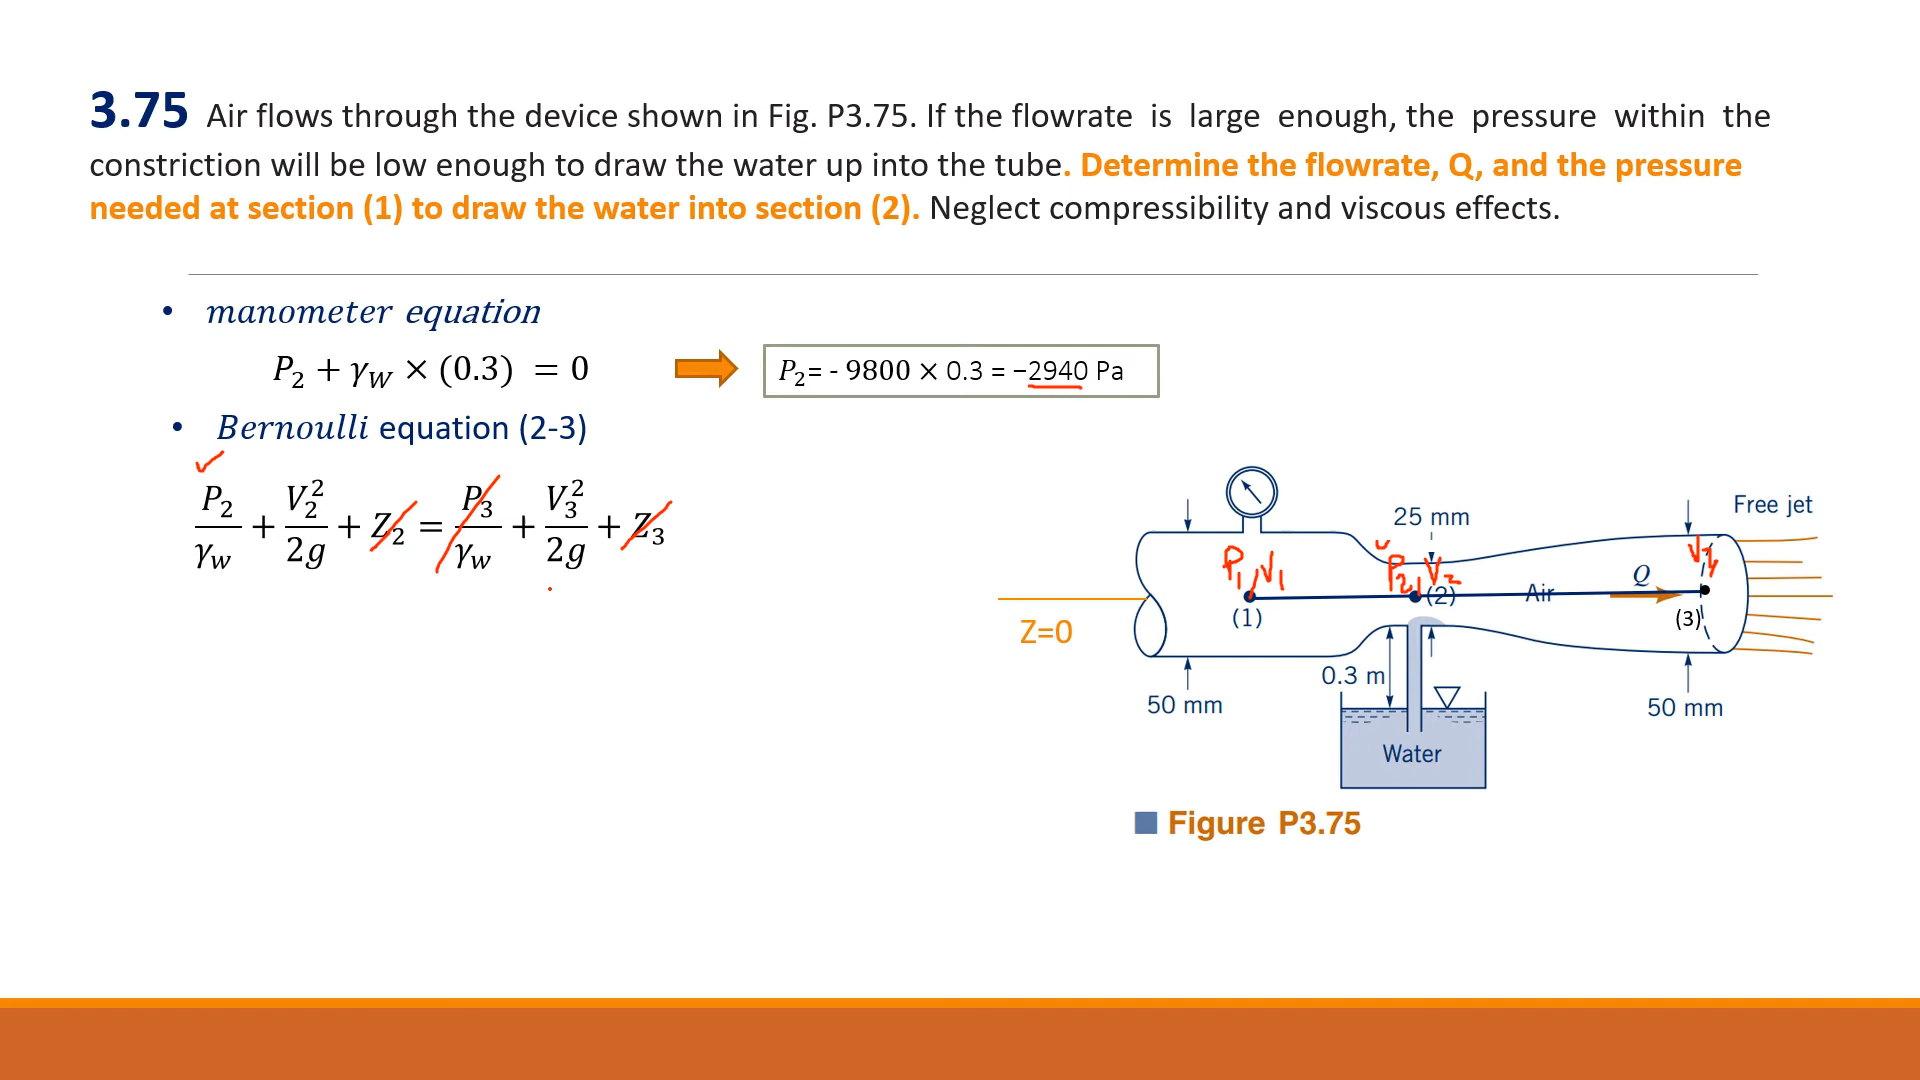 3.75 Air flows through the device shown in Fig. P3.75. If the flowrate is large enough, the pressure within the
constriction will be low enough to draw the water up into the tube. Determine the flowrate, Q, and the pressure
needed at section (1) to draw the water into section (2). Neglect compressibility and viscous effects.
• manometer equation
P₂ + γ_W × (0.3) = 0
P₂= - 9800 × 0.3 = −2940 Pa
• Bernoulli equation (2-3)
P₂/γ_w + V₂²/2g + Z₂ = P₃/γ_w + V₃²/2g + Z₃
Free jet
25 mm
P₁, V₁
P₂, V₂
V₃
Q
Air
(1)
(2)
(3)
Z=0
0.3 m
50 mm
50 mm
Water
Figure P3.75